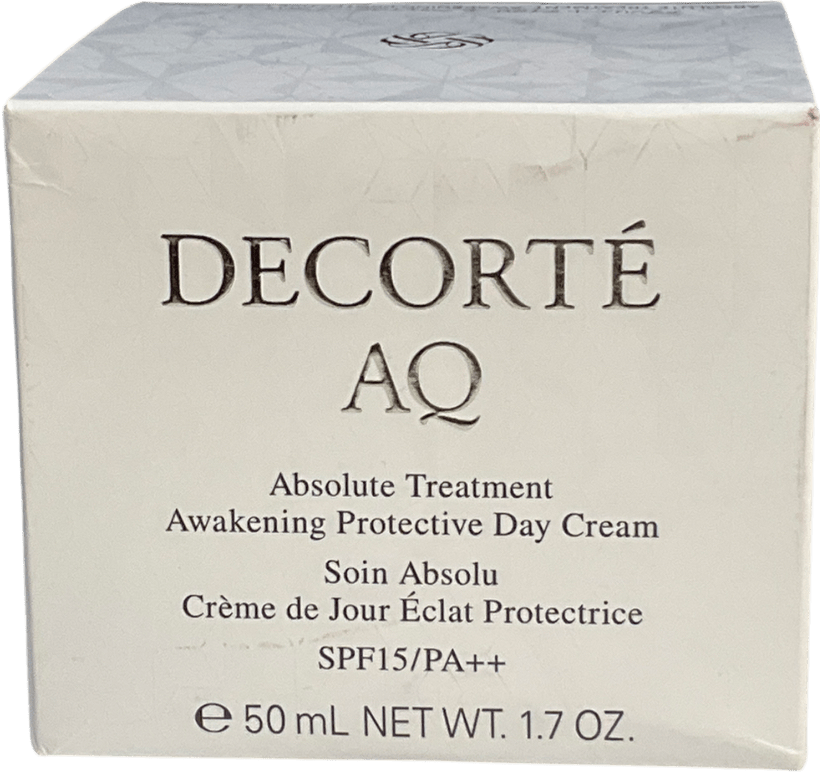 DECORTÉ
AQ
Absolute Treatment
Awakening Protective Day Cream
Soin Absolu
Crème de Jour Éclat Protectrice
SPF15/PA++
℮ 50 mL NET WT. 1.7 OZ.